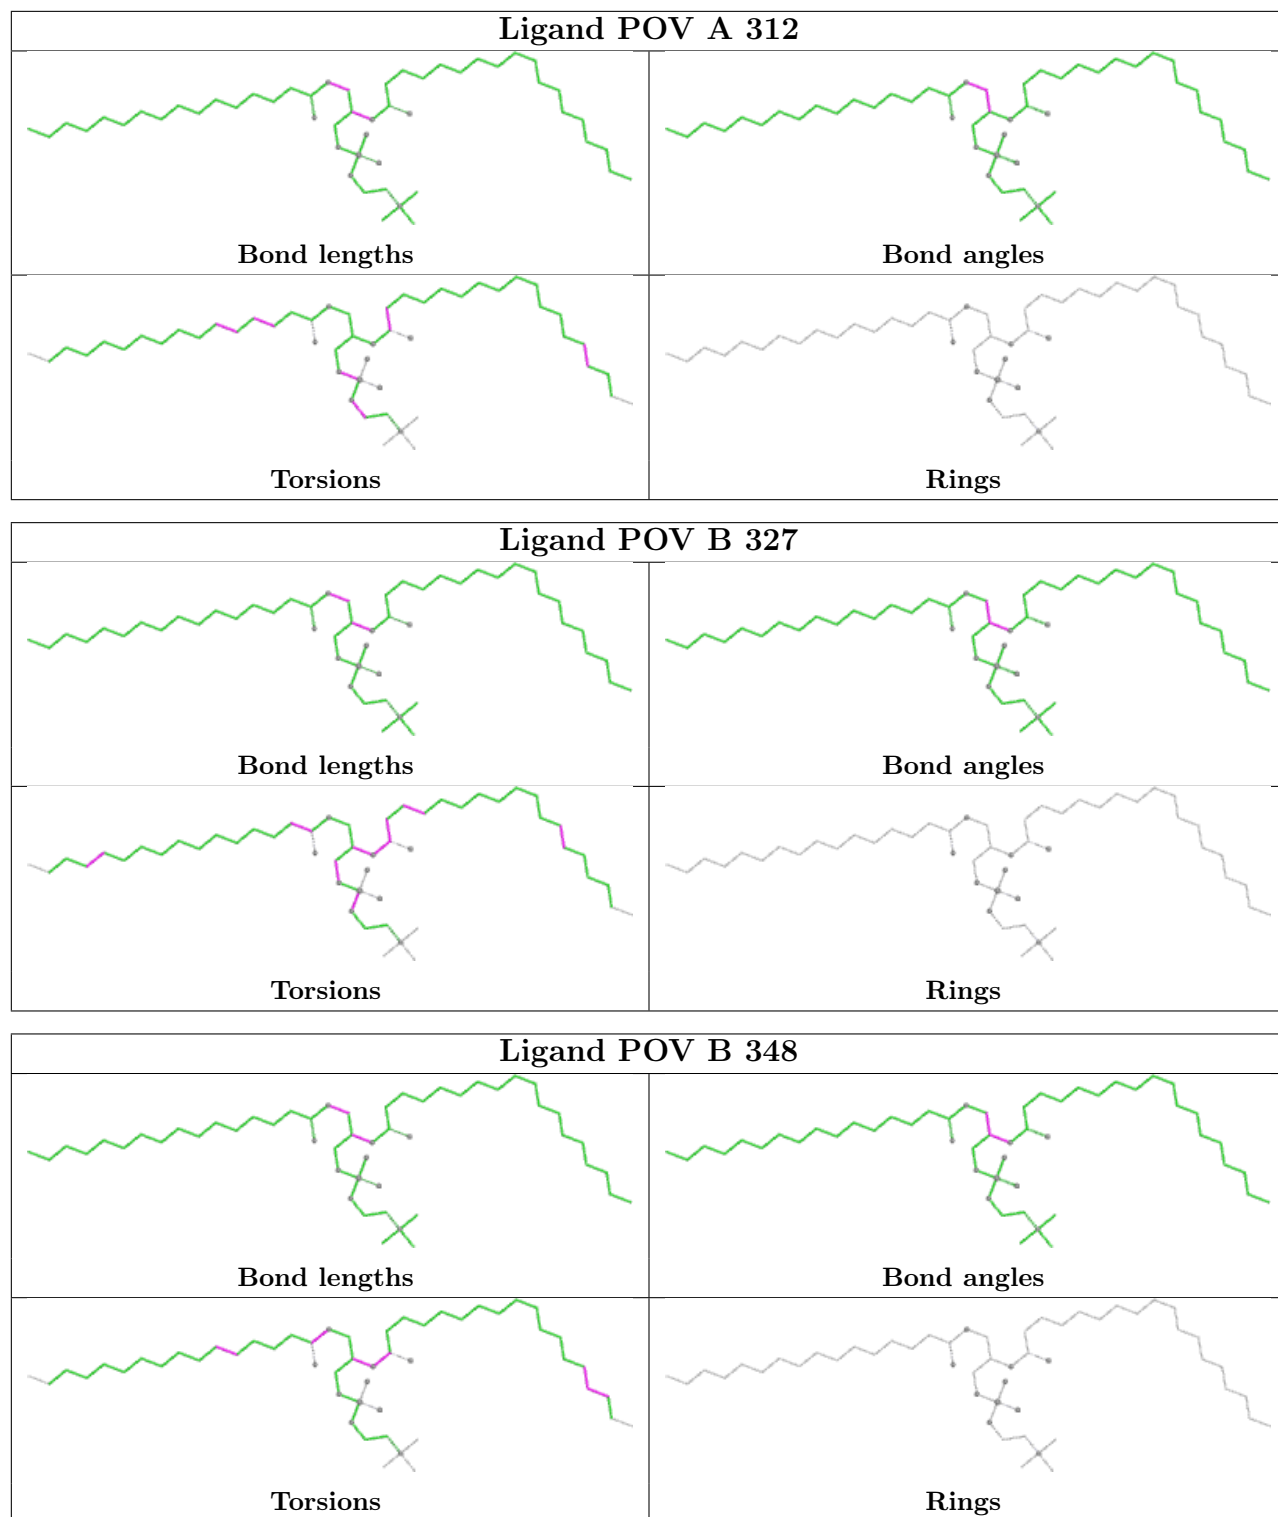 Ligand POV A 312
Bond lengths
Bond angles
Torsions
Rings
Ligand POV B 327
Bond lengths
Bond angles
Torsions
Rings
Ligand POV B 348
Bond lengths
Bond angles
Torsions
Rings